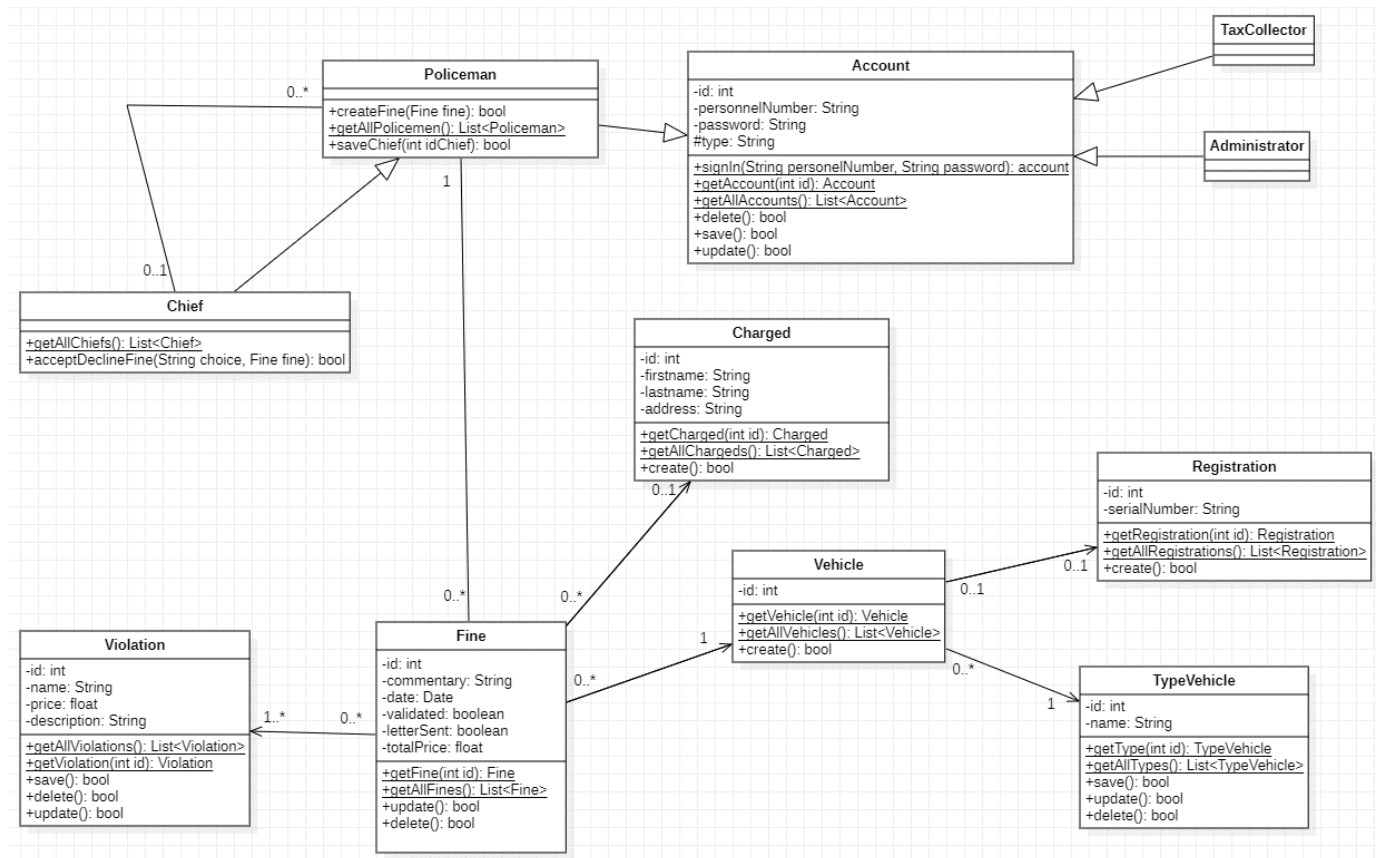 TaxCollector
Administrator
Account
-id: int
-personnelNumber: String
-password: String
#type: String
+signIn(String personelNumber, String password): account
+getAccount(int id): Account
+getAllAccounts(): List<Account>
+delete(): bool
+save(): bool
+update(): bool
Policeman
+createFine(Fine fine): bool
+getAllPolicemen(): List<Policeman>
+saveChief(int idChief): bool
0..*
1
0..1
Chief
+getAllChiefs(): List<Chief>
+acceptDeclineFine(String choice, Fine fine): bool
Charged
-id: int
-firstname: String
-lastname: String
-address: String
+getCharged(int id): Charged
+getAllChargeds(): List<Charged>
+create(): bool
0..1
Registration
-id: int
-serialNumber: String
+getRegistration(int id): Registration
+getAllRegistrations(): List<Registration>
+create(): bool
0..1
0..1
Vehicle
-id: int
+getVehicle(int id): Vehicle
+getAllVehicles(): List<Vehicle>
+create(): bool
0..*
1
TypeVehicle
-id: int
-name: String
+getType(int id): TypeVehicle
+getAllTypes(): List<TypeVehicle>
+save(): bool
+update(): bool
+delete(): bool
0..*
0..*
1
0..*
Fine
-id: int
-commentary: String
-date: Date
-validated: boolean
-letterSent: boolean
-totalPrice: float
+getFine(int id): Fine
+getAllFines(): List<Fine>
+update(): bool
+delete(): bool
1..*
0..*
Violation
-id: int
-name: String
-price: float
-description: String
+getAllViolations(): List<Violation>
+getViolation(int id): Violation
+save(): bool
+delete(): bool
+update(): bool